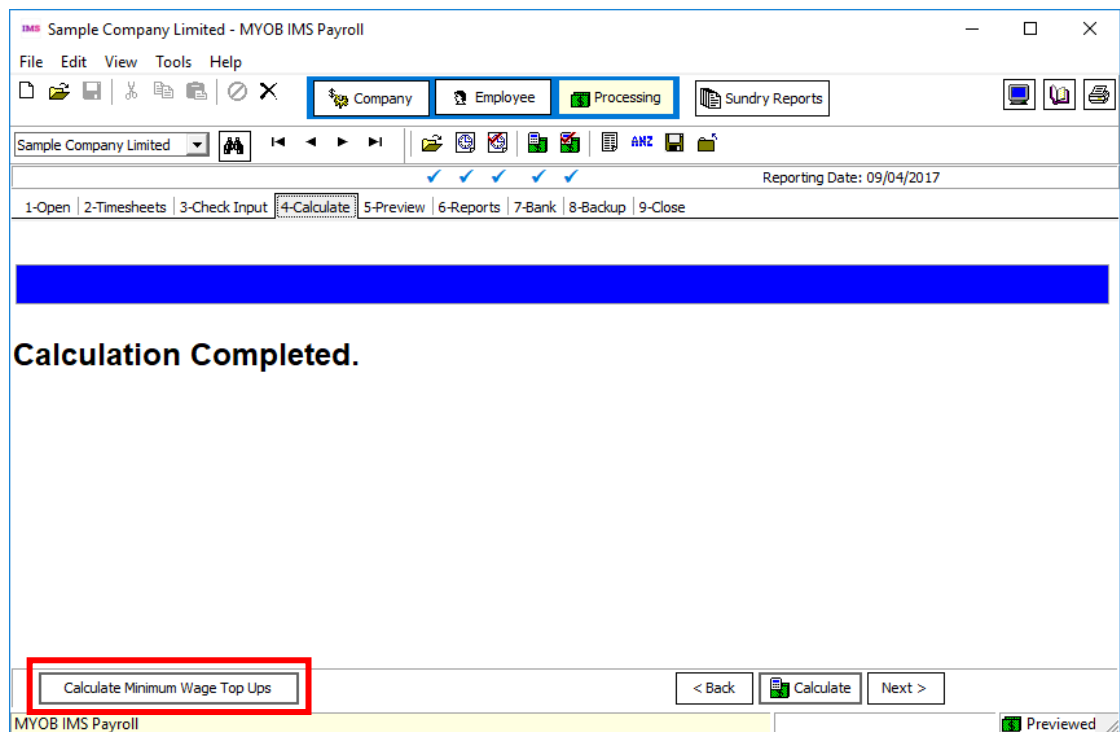 IMS Sample Company Limited - MYOB IMS Payroll
File Edit View Tools Help
Company Employee Processing Sundry Reports
Sample Company Limited ANZ
Reporting Date: 09/04/2017
1-Open 2-Timesheets 3-Check Input 4-Calculate 5-Preview 6-Reports 7-Bank 8-Backup 9-Close
Calculation Completed.
Calculate Minimum Wage Top Ups < Back Calculate Next >
MYOB IMS Payroll Previewed